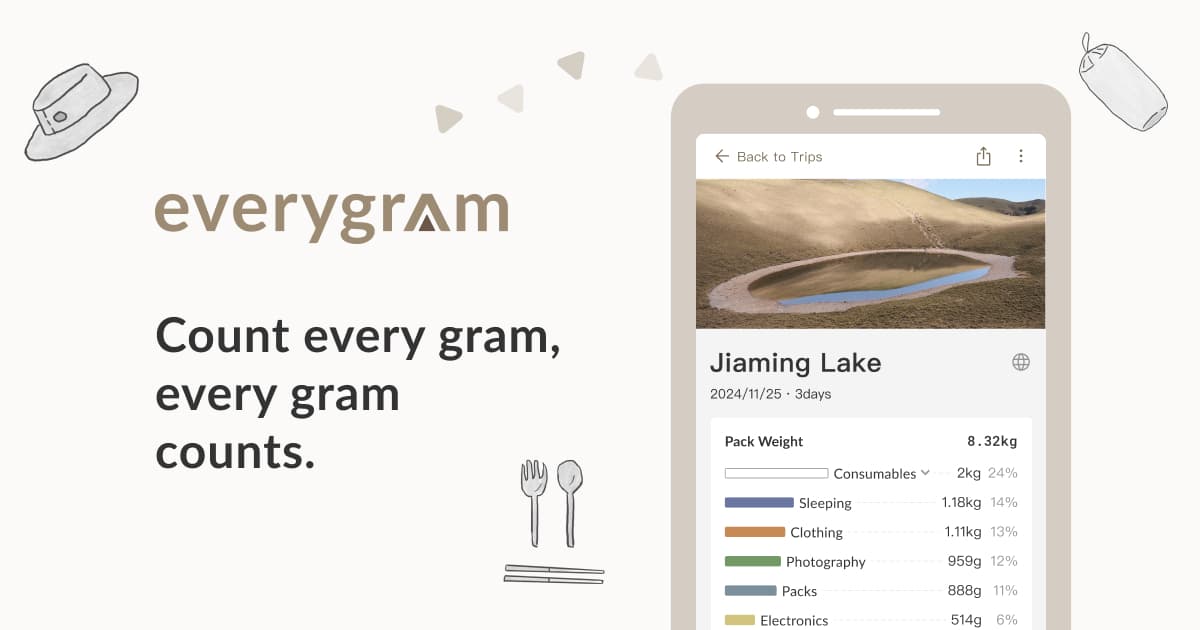 everygram
Count every gram,
every gram
counts.
Back to Trips
Jiaming Lake
2024/11/25 · 3days
Pack Weight 8.32kg
Consumables 2kg 24%
Sleeping 1.18kg 14%
Clothing 1.11kg 13%
Photography 959g 12%
Packs 888g 11%
Electronics 514g 6%